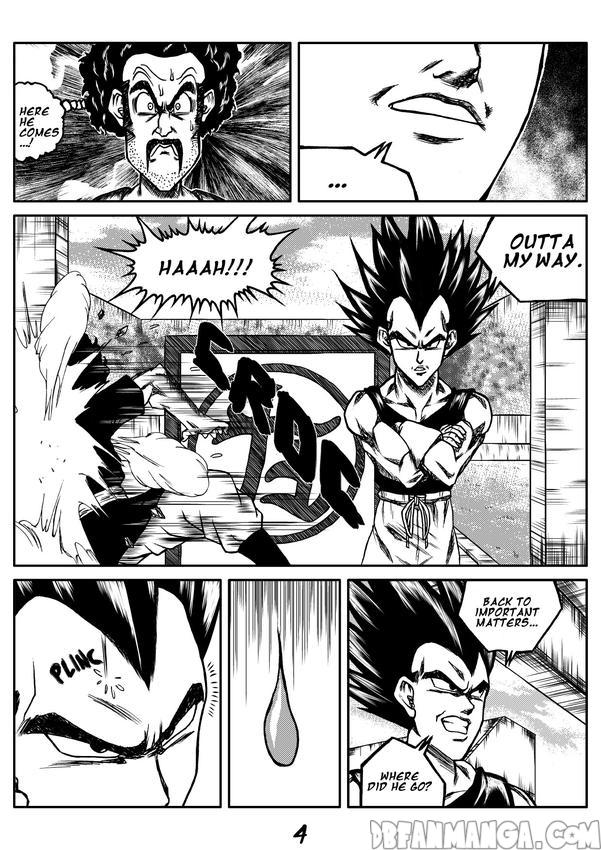 HERE
HE
COMES
...!
...
HAAAH!!!
OUTTA
MY WAY.
CROC
PLINC
BACK TO
IMPORTANT
MATTERS...
WHERE
DID HE GO?
4
DBFANMANGA.COM